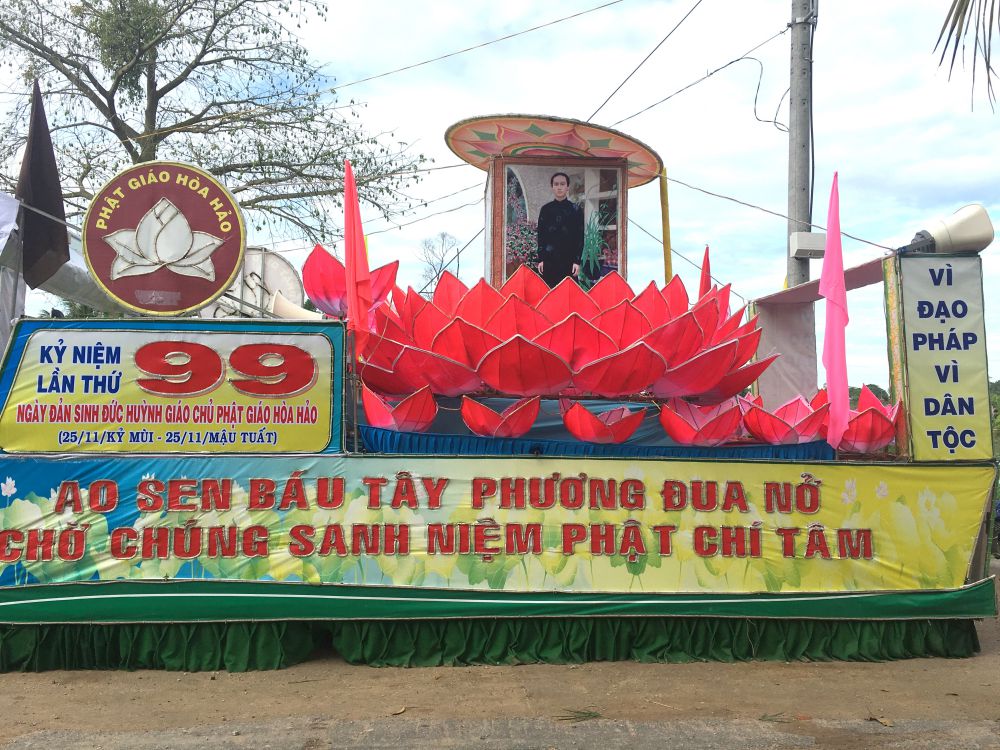 PHẬT GIÁO HÒA HẢO
KỶ NIỆM
LẦN THỨ
99
NGÀY ĐẢN SINH ĐỨC HUỲNH GIÁO CHỦ PHẬT GIÁO HÒA HẢO
(25/11/KỶ MÙI - 25/11/MẬU TUẤT)
VÌ
ĐẠO
PHÁP
VÌ
DÂN
TỘC
AO SEN BÁU TÂY PHƯƠNG ĐUA NỞ
CHỜ CHÚNG SANH NIỆM PHẬT CHÍ TÂM